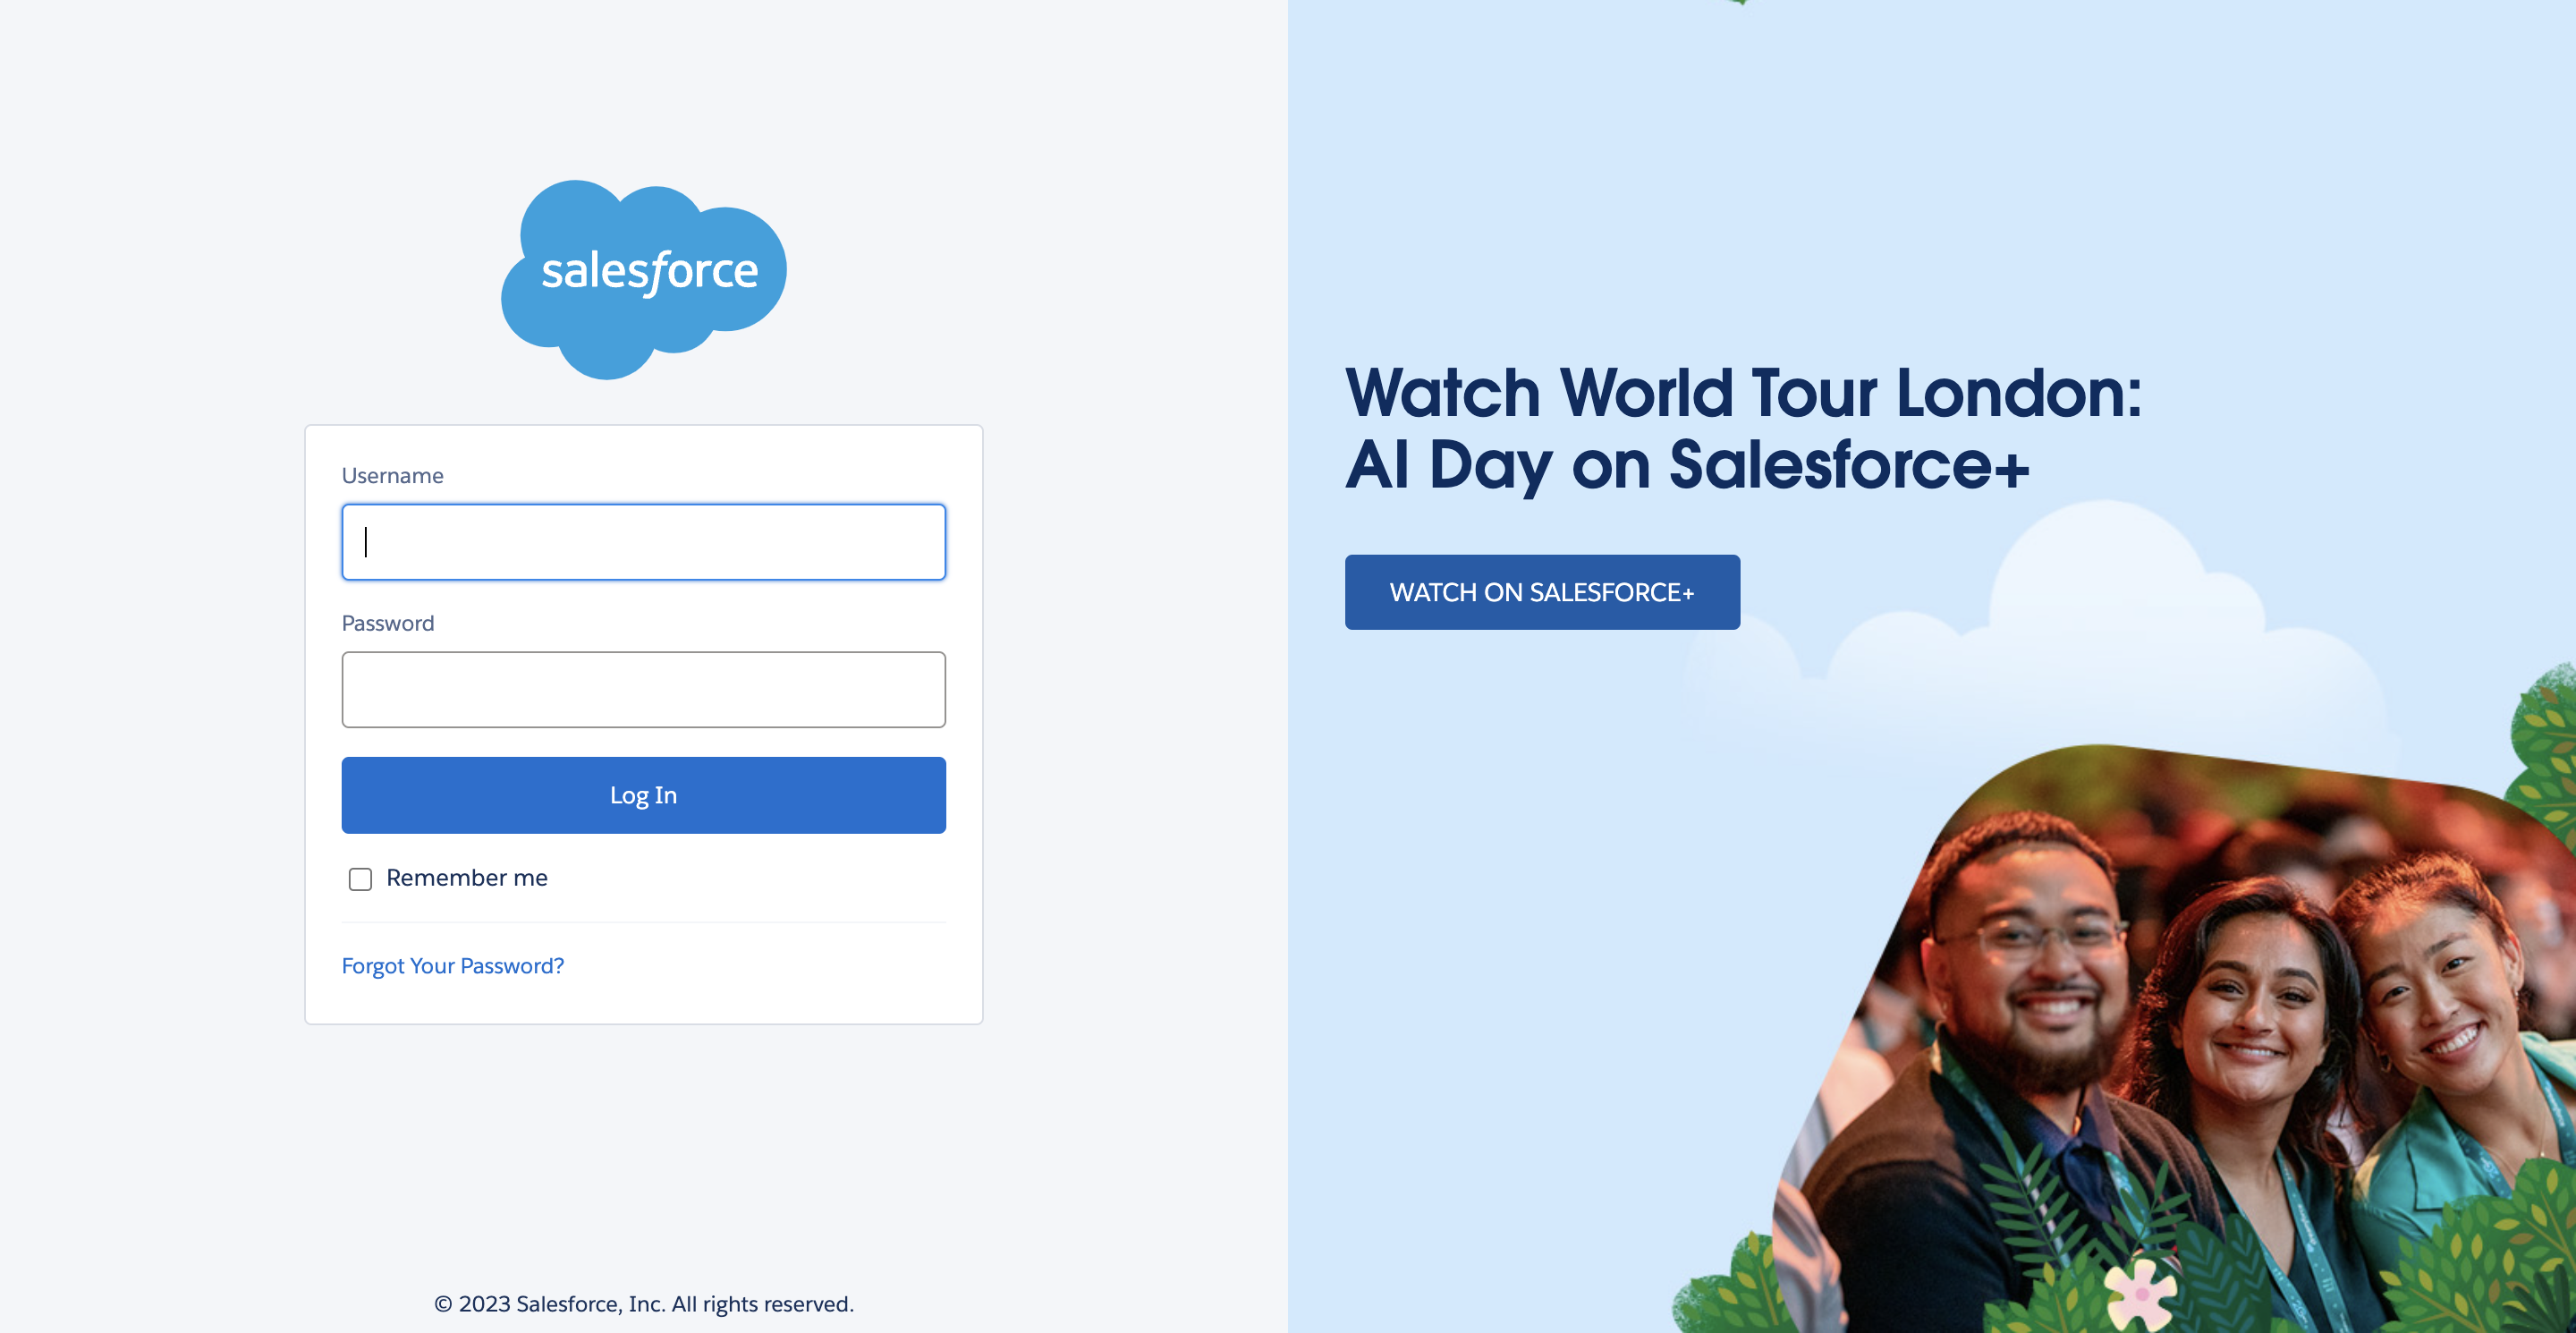 salesforce
Username
Password
Log In
Remember me
Forgot Your Password?
© 2023 Salesforce, Inc. All rights reserved.
Watch World Tour London:
AI Day on Salesforce+
WATCH ON SALESFORCE+